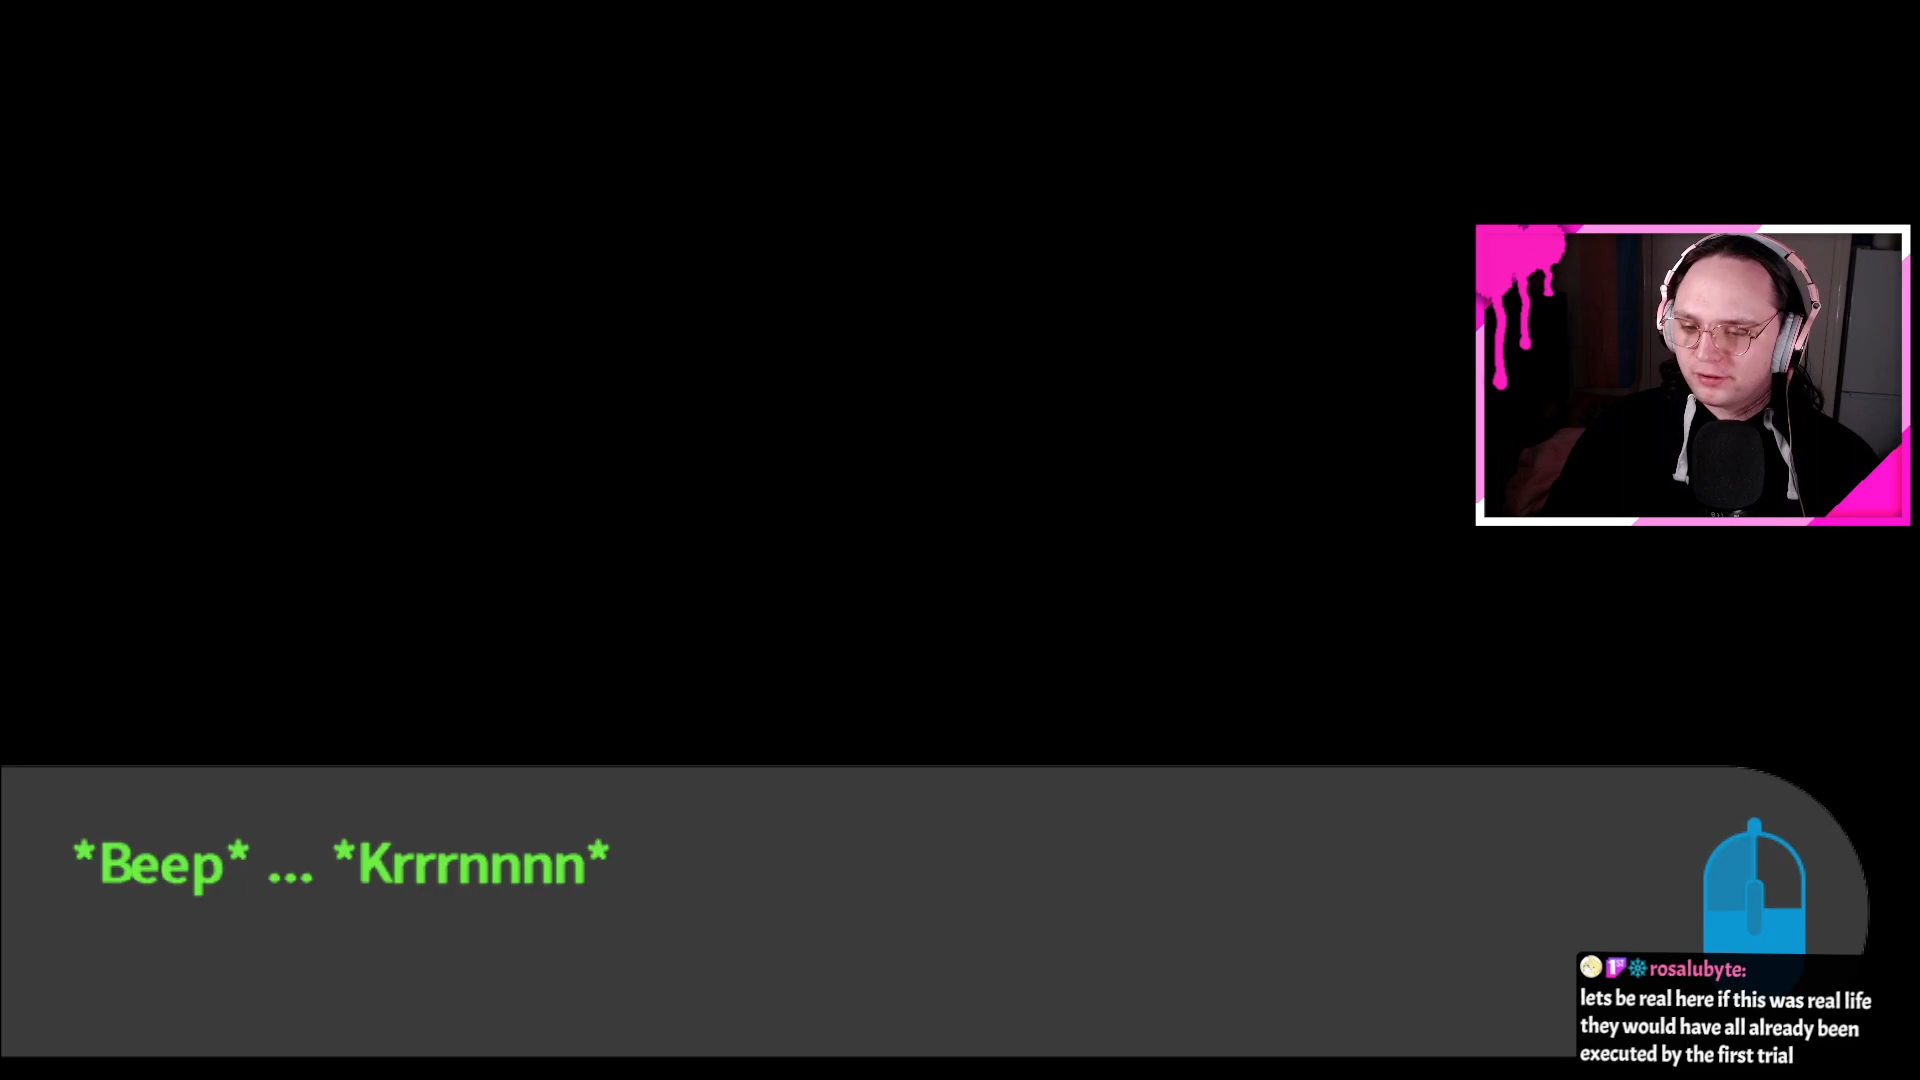 *Beep* ... *Krrrnnnn*
1ST rosalubyte:
lets be real here if this was real life
they would have all already been
executed by the first trial